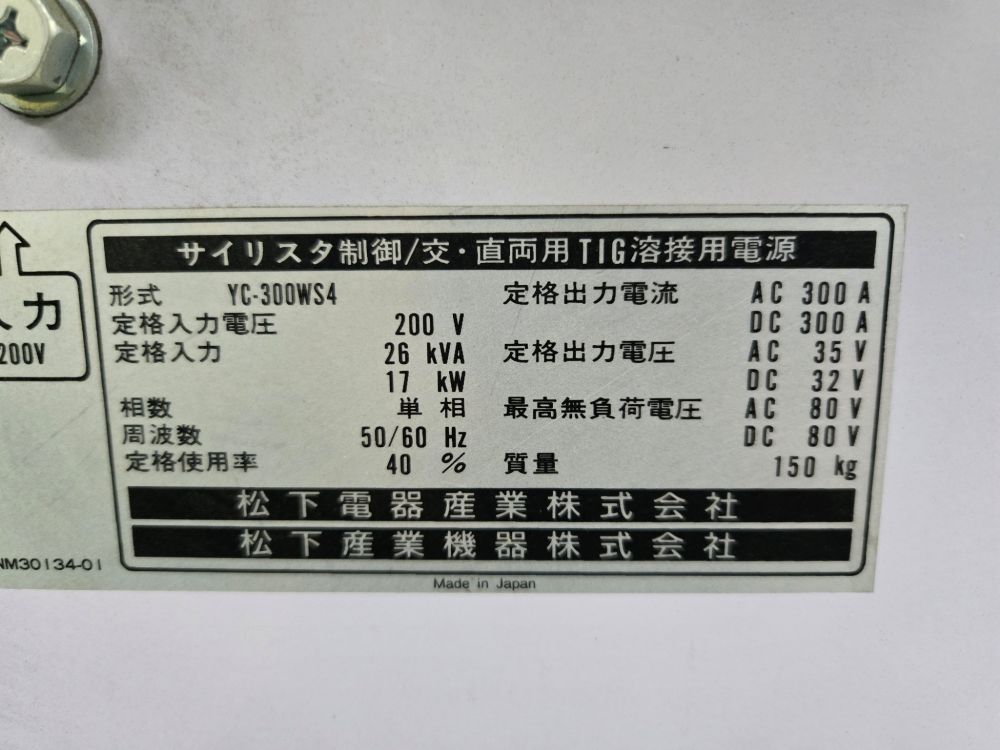 サイリスタ制御/交・直両用TIG溶接用電源
形式 YC-300WS4
定格入力電圧 200 V
定格入力 26 kVA
17 kW
相数 単相
周波数 50/60 Hz
定格使用率 40 %
定格出力電流 AC 300 A
DC 300 A
定格出力電圧 AC 35 V
DC 32 V
最高無負荷電圧 AC 80 V
DC 80 V
質量 150 kg
松下電器産業株式会社
松下産業機器株式会社
Made in Japan
力
200V
NM30134-01